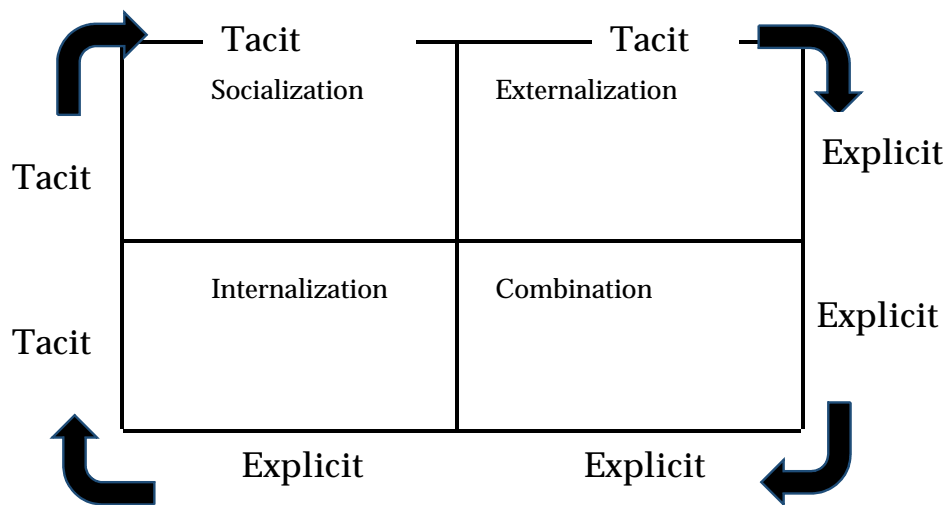 Tacit Tacit
Socialization Externalization
Explicit
Tacit
Internalization Combination
Explicit
Tacit
Explicit Explicit